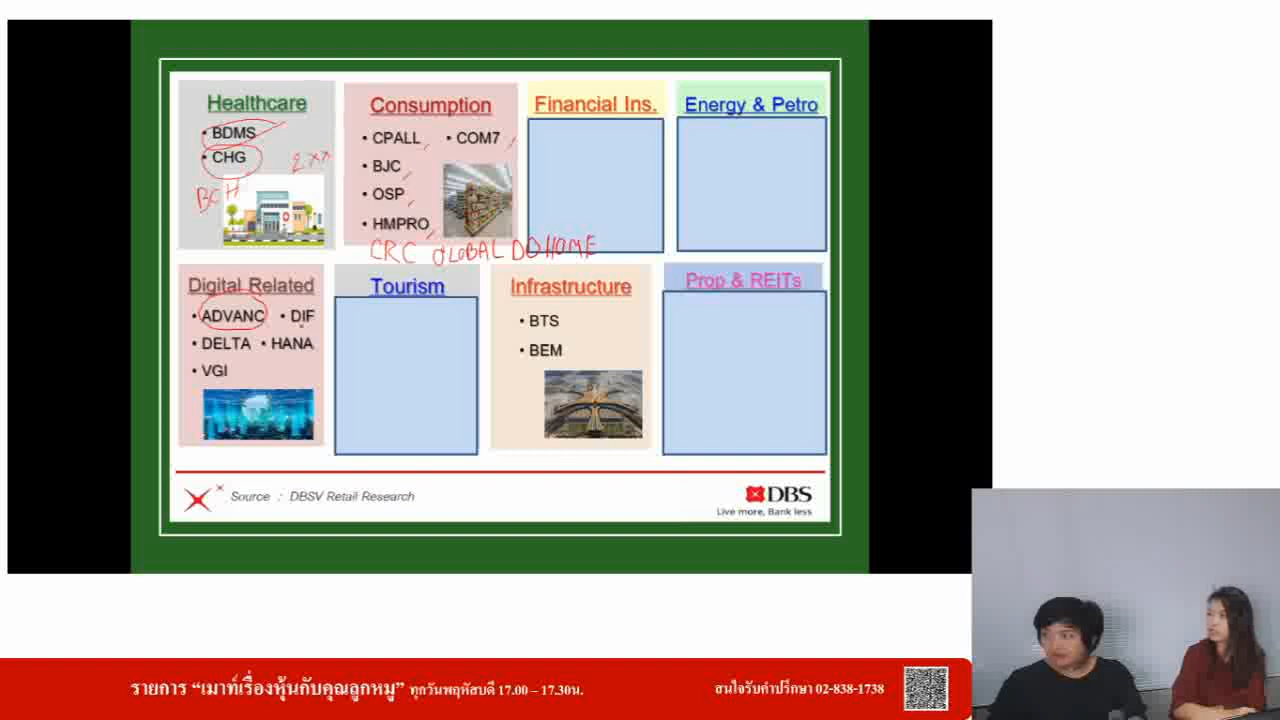 Healthcare
• BDMS
• CHG
2xx
BCH
Consumption
• CPALL • COM7
• BJC
• OSP
• HMPRO
CRC GLOBAL DOHOME
Financial Ins.
Energy & Petro
Digital Related
• ADVANC • DIF
• DELTA • HANA
• VGI
Tourism
Infrastructure
• BTS
• BEM
Prop & REITs
Source : DBSV Retail Research
DBS
Live more, Bank less
รายการ “เมาท์เรื่องหุ้นกับคุณลูกหมู” ทุกวันพฤหัสบดี 17.00 – 17.30น.
สนใจรับคำปรึกษา 02-838-1738